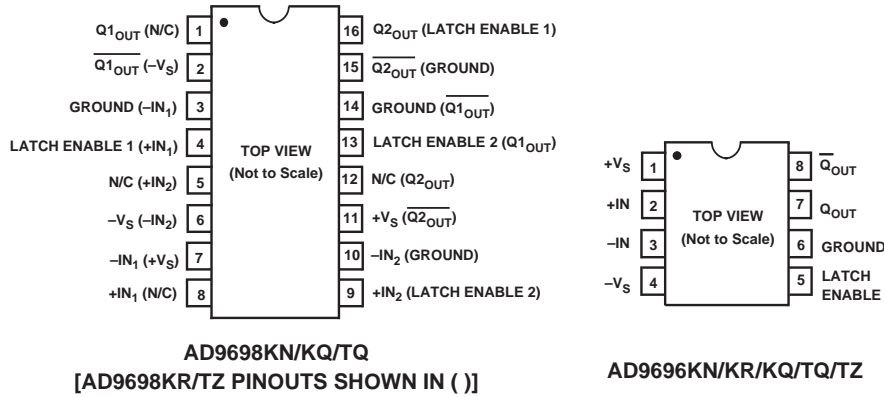 Q1OUT (N/C) 1
Q1OUT (–VS) 2
GROUND (–IN1) 3
LATCH ENABLE 1 (+IN1) 4
N/C (+IN2) 5
–VS (–IN2) 6
–IN1 (+VS) 7
+IN1 (N/C) 8
TOP VIEW
(Not to Scale)
16 Q2OUT (LATCH ENABLE 1)
15 Q2OUT (GROUND)
14 GROUND (Q1OUT)
13 LATCH ENABLE 2 (Q1OUT)
12 N/C (Q2OUT)
11 +VS (Q2OUT)
10 –IN2 (GROUND)
9 +IN2 (LATCH ENABLE 2)
AD9698KN/KQ/TQ
[AD9698KR/TZ PINOUTS SHOWN IN ( )]
+VS 1
+IN 2
–IN 3
–VS 4
TOP VIEW
(Not to Scale)
8 QOUT
7 QOUT
6 GROUND
5 LATCH
ENABLE
AD9696KN/KR/KQ/TQ/TZ